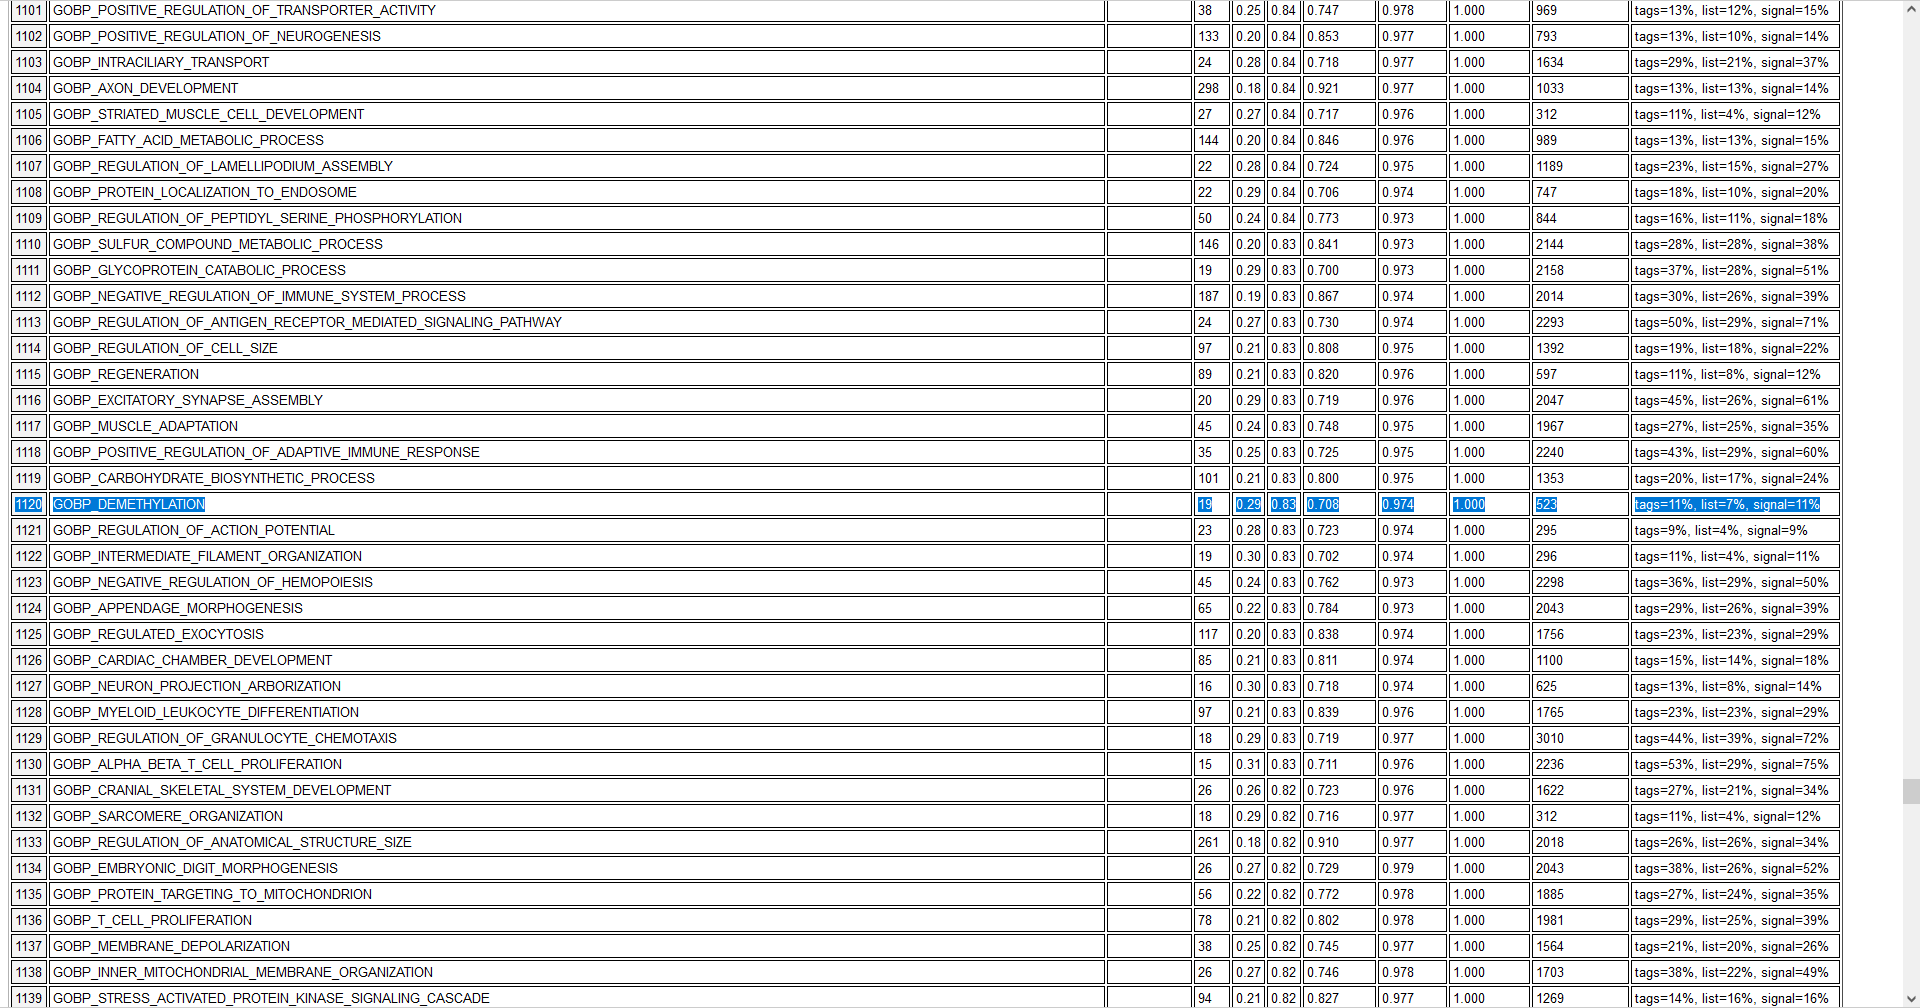 1101 GOBP_POSITIVE_REGULATION_OF_TRANSPORTER_ACTIVITY 38 0.25 0.84 0.747 0.978 1.000 969 tags=13%, list=12%, signal=15%
1102 GOBP_POSITIVE_REGULATION_OF_NEUROGENESIS 133 0.20 0.84 0.853 0.977 1.000 793 tags=13%, list=10%, signal=14%
1103 GOBP_INTRACILIARY_TRANSPORT 24 0.28 0.84 0.718 0.977 1.000 1634 tags=29%, list=21%, signal=37%
1104 GOBP_AXON_DEVELOPMENT 298 0.18 0.84 0.921 0.977 1.000 1033 tags=13%, list=13%, signal=14%
1105 GOBP_STRIATED_MUSCLE_CELL_DEVELOPMENT 27 0.27 0.84 0.717 0.976 1.000 312 tags=11%, list=4%, signal=12%
1106 GOBP_FATTY_ACID_METABOLIC_PROCESS 144 0.20 0.84 0.846 0.976 1.000 989 tags=13%, list=13%, signal=15%
1107 GOBP_REGULATION_OF_LAMELLIPODIUM_ASSEMBLY 22 0.28 0.84 0.724 0.975 1.000 1189 tags=23%, list=15%, signal=27%
1108 GOBP_PROTEIN_LOCALIZATION_TO_ENDOSOME 22 0.29 0.84 0.706 0.974 1.000 747 tags=18%, list=10%, signal=20%
1109 GOBP_REGULATION_OF_PEPTIDYL_SERINE_PHOSPHORYLATION 50 0.24 0.84 0.773 0.973 1.000 844 tags=16%, list=11%, signal=18%
1110 GOBP_SULFUR_COMPOUND_METABOLIC_PROCESS 146 0.20 0.83 0.841 0.973 1.000 2144 tags=28%, list=28%, signal=38%
1111 GOBP_GLYCOPROTEIN_CATABOLIC_PROCESS 19 0.29 0.83 0.700 0.973 1.000 2158 tags=37%, list=28%, signal=51%
1112 GOBP_NEGATIVE_REGULATION_OF_IMMUNE_SYSTEM_PROCESS 187 0.19 0.83 0.867 0.974 1.000 2014 tags=30%, list=26%, signal=39%
1113 GOBP_REGULATION_OF_ANTIGEN_RECEPTOR_MEDIATED_SIGNALING_PATHWAY 24 0.27 0.83 0.730 0.974 1.000 2293 tags=50%, list=29%, signal=71%
1114 GOBP_REGULATION_OF_CELL_SIZE 97 0.21 0.83 0.808 0.975 1.000 1392 tags=19%, list=18%, signal=22%
1115 GOBP_REGENERATION 89 0.21 0.83 0.820 0.976 1.000 597 tags=11%, list=8%, signal=12%
1116 GOBP_EXCITATORY_SYNAPSE_ASSEMBLY 20 0.29 0.83 0.719 0.976 1.000 2047 tags=45%, list=26%, signal=61%
1117 GOBP_MUSCLE_ADAPTATION 45 0.24 0.83 0.748 0.975 1.000 1967 tags=27%, list=25%, signal=35%
1118 GOBP_POSITIVE_REGULATION_OF_ADAPTIVE_IMMUNE_RESPONSE 35 0.25 0.83 0.725 0.975 1.000 2240 tags=43%, list=29%, signal=60%
1119 GOBP_CARBOHYDRATE_BIOSYNTHETIC_PROCESS 101 0.21 0.83 0.800 0.975 1.000 1353 tags=20%, list=17%, signal=24%
1120 GOBP_DEMETHYLATION 19 0.29 0.83 0.708 0.974 1.000 523 tags=11%, list=7%, signal=11%
1121 GOBP_REGULATION_OF_ACTION_POTENTIAL 23 0.28 0.83 0.723 0.974 1.000 295 tags=9%, list=4%, signal=9%
1122 GOBP_INTERMEDIATE_FILAMENT_ORGANIZATION 19 0.30 0.83 0.702 0.974 1.000 296 tags=11%, list=4%, signal=11%
1123 GOBP_NEGATIVE_REGULATION_OF_HEMOPOIESIS 45 0.24 0.83 0.762 0.973 1.000 2298 tags=36%, list=29%, signal=50%
1124 GOBP_APPENDAGE_MORPHOGENESIS 65 0.22 0.83 0.784 0.973 1.000 2043 tags=29%, list=26%, signal=39%
1125 GOBP_REGULATED_EXOCYTOSIS 117 0.20 0.83 0.838 0.974 1.000 1756 tags=23%, list=23%, signal=29%
1126 GOBP_CARDIAC_CHAMBER_DEVELOPMENT 85 0.21 0.83 0.811 0.974 1.000 1100 tags=15%, list=14%, signal=18%
1127 GOBP_NEURON_PROJECTION_ARBORIZATION 16 0.30 0.83 0.718 0.974 1.000 625 tags=13%, list=8%, signal=14%
1128 GOBP_MYELOID_LEUKOCYTE_DIFFERENTIATION 97 0.21 0.83 0.839 0.976 1.000 1765 tags=23%, list=23%, signal=29%
1129 GOBP_REGULATION_OF_GRANULOCYTE_CHEMOTAXIS 18 0.29 0.83 0.719 0.977 1.000 3010 tags=44%, list=39%, signal=72%
1130 GOBP_ALPHA_BETA_T_CELL_PROLIFERATION 15 0.31 0.83 0.711 0.976 1.000 2236 tags=53%, list=29%, signal=75%
1131 GOBP_CRANIAL_SKELETAL_SYSTEM_DEVELOPMENT 26 0.26 0.82 0.723 0.976 1.000 1622 tags=27%, list=21%, signal=34%
1132 GOBP_SARCOMERE_ORGANIZATION 18 0.29 0.82 0.716 0.977 1.000 312 tags=11%, list=4%, signal=12%
1133 GOBP_REGULATION_OF_ANATOMICAL_STRUCTURE_SIZE 261 0.18 0.82 0.910 0.977 1.000 2018 tags=26%, list=26%, signal=34%
1134 GOBP_EMBRYONIC_DIGIT_MORPHOGENESIS 26 0.27 0.82 0.729 0.979 1.000 2043 tags=38%, list=26%, signal=52%
1135 GOBP_PROTEIN_TARGETING_TO_MITOCHONDRION 56 0.22 0.82 0.772 0.978 1.000 1885 tags=27%, list=24%, signal=35%
1136 GOBP_T_CELL_PROLIFERATION 78 0.21 0.82 0.802 0.978 1.000 1981 tags=29%, list=25%, signal=39%
1137 GOBP_MEMBRANE_DEPOLARIZATION 38 0.25 0.82 0.745 0.977 1.000 1564 tags=21%, list=20%, signal=26%
1138 GOBP_INNER_MITOCHONDRIAL_MEMBRANE_ORGANIZATION 26 0.27 0.82 0.746 0.978 1.000 1703 tags=38%, list=22%, signal=49%
1139 GOBP_STRESS_ACTIVATED_PROTEIN_KINASE_SIGNALING_CASCADE 94 0.21 0.82 0.827 0.977 1.000 1269 tags=14%, list=16%, signal=16%